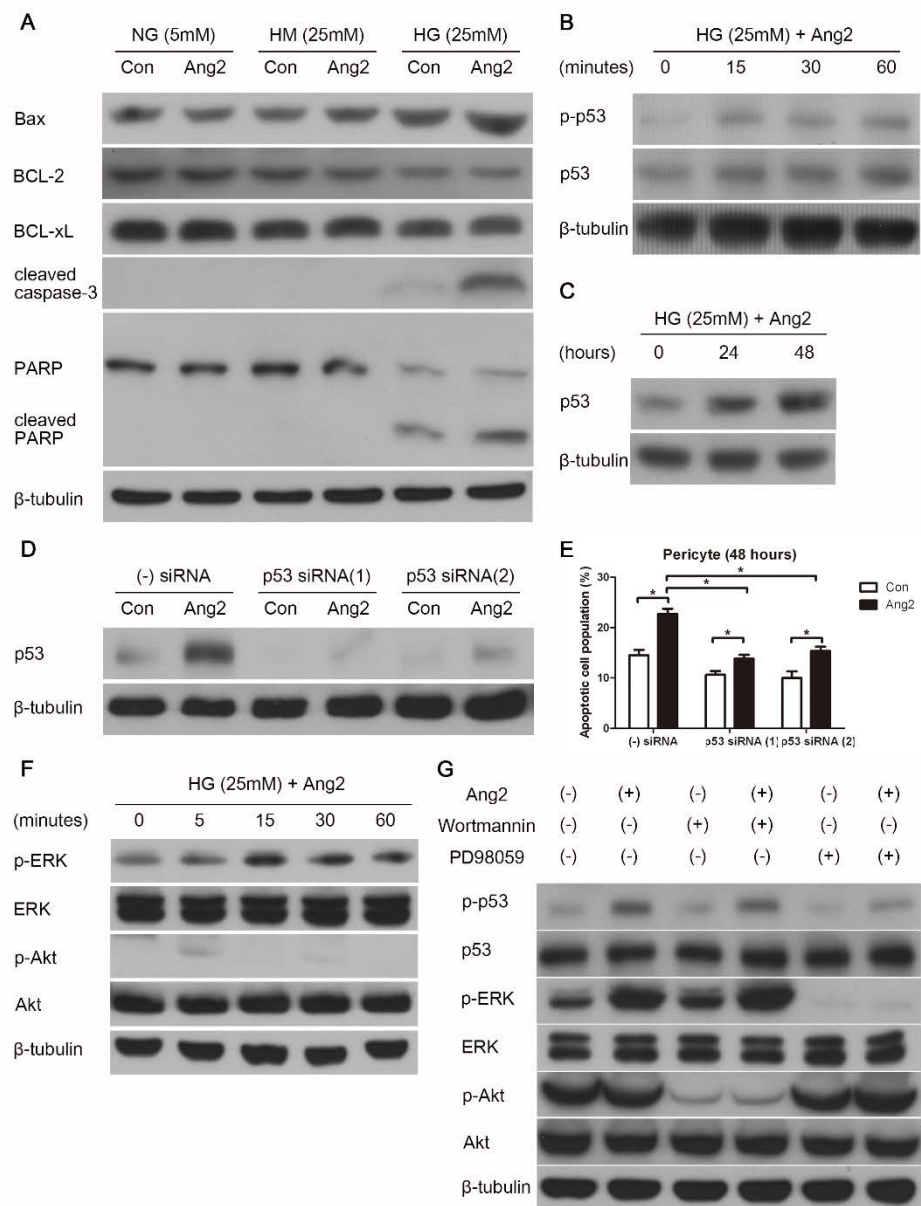 A
NG (5mM) HM (25mM) HG (25mM)
Con Ang2 Con Ang2 Con Ang2
Bax
BCL-2
BCL-xL
cleaved
caspase-3
PARP
cleaved
PARP
β-tubulin
B
HG (25mM) + Ang2
(minutes) 0 15 30 60
p-p53
p53
β-tubulin
C
HG (25mM) + Ang2
(hours) 0 24 48
p53
β-tubulin
D
(-) siRNA p53 siRNA(1) p53 siRNA(2)
Con Ang2 Con Ang2 Con Ang2
p53
β-tubulin
E
Pericyte (48 hours)
Apoptotic cell population (%)
30
20
10
0
* * * * *
Con
Ang2
(-) siRNA p53 siRNA (1) p53 siRNA (2)
F
HG (25mM) + Ang2
(minutes) 0 5 15 30 60
p-ERK
ERK
p-Akt
Akt
β-tubulin
G
Ang2 (-) (+) (-) (+) (-) (+)
Wortmannin (-) (-) (+) (+) (-) (-)
PD98059 (-) (-) (-) (-) (+) (+)
p-p53
p53
p-ERK
ERK
p-Akt
Akt
β-tubulin